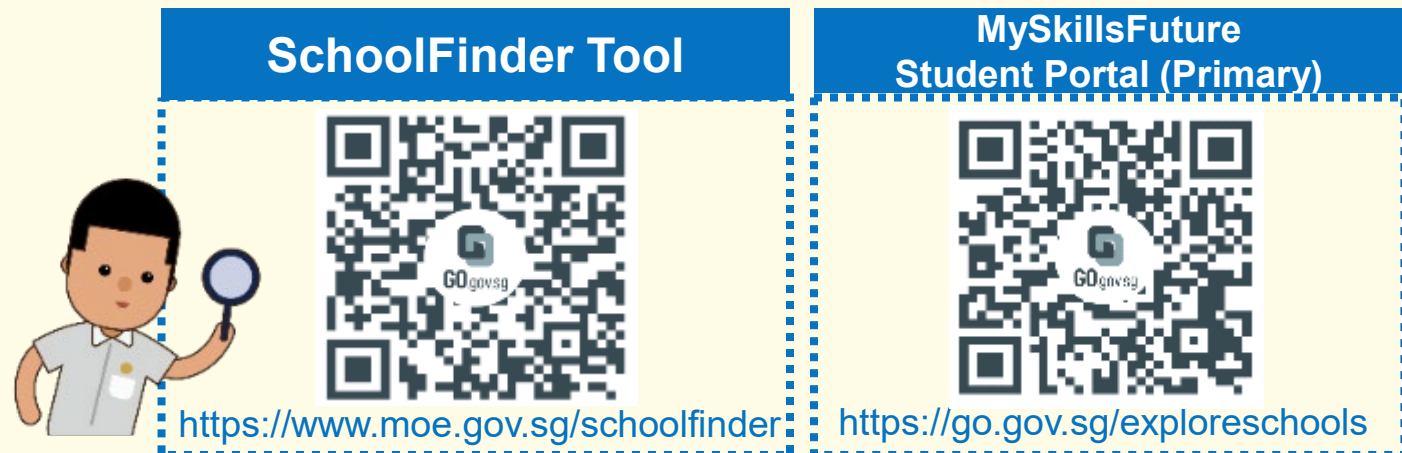 SchoolFinder Tool
GOgovsg
https://www.moe.gov.sg/schoolfinder
MySkillsFuture
Student Portal (Primary)
GOgovsg
https://go.gov.sg/exploreschools